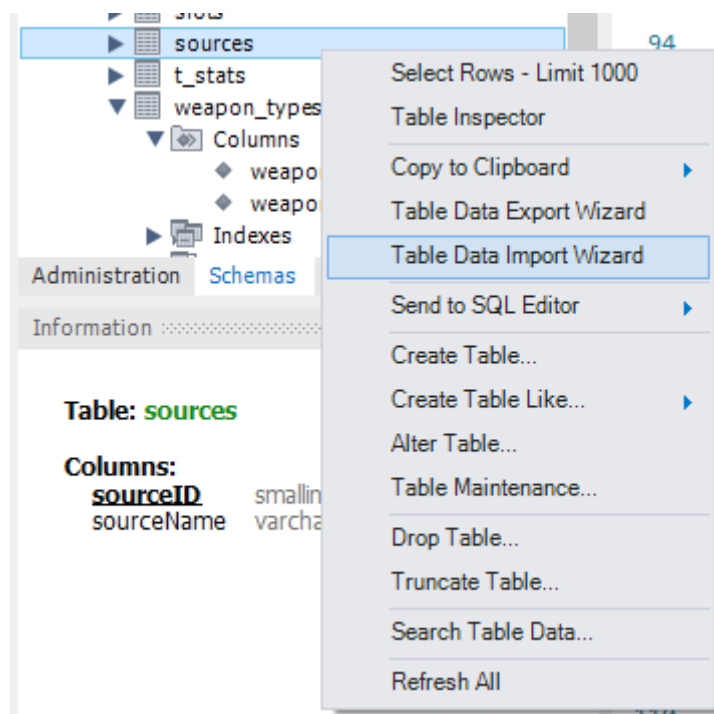 sources
t_stats
weapon_types
Columns
Indexes
Administration
Schemas
Information
Table: sources
Columns:
sourceID
sourceName
94
Select Rows - Limit 1000
Table Inspector
Copy to Clipboard
Table Data Export Wizard
Table Data Import Wizard
Send to SQL Editor
Create Table...
Create Table Like...
Alter Table...
Table Maintenance...
Drop Table...
Truncate Table...
Search Table Data...
Refresh All